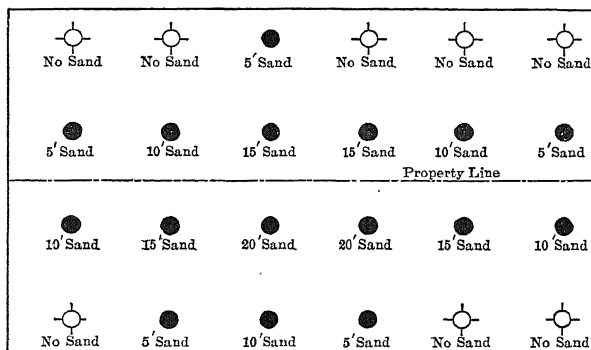 No Sand No Sand 5' Sand No Sand No Sand No Sand
5' Sand 10' Sand 15' Sand 15' Sand 10' Sand 5' Sand
Property Line
10' Sand 15' Sand 20' Sand 20' Sand 15' Sand 10' Sand
No Sand 5' Sand 10' Sand 5' Sand No Sand No Sand